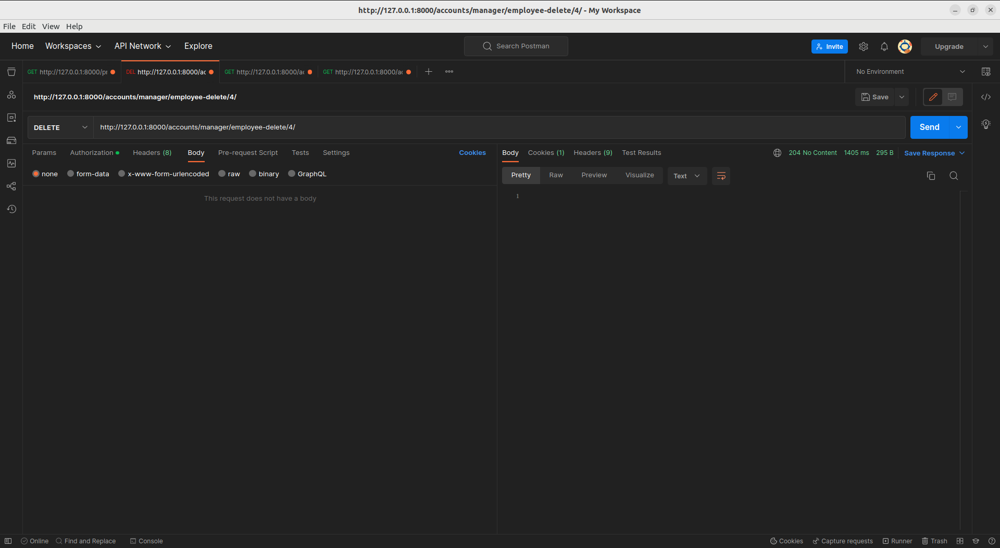 http://127.0.0.1:8000/accounts/manager/employee-delete/4/ - My Workspace
File Edit View Help
Home Workspaces API Network Explore Search Postman Invite Upgrade
GET http://127.0.0.1:8000/pr DEL http://127.0.0.1:8000/ac GET http://127.0.0.1:8000/ac GET http://127.0.0.1:8000/ac No Environment
http://127.0.0.1:8000/accounts/manager/employee-delete/4/ Save
DELETE http://127.0.0.1:8000/accounts/manager/employee-delete/4/ Send
Params Authorization Headers (8) Body Pre-request Script Tests Settings Cookies Body Cookies (1) Headers (9) Test Results 204 No Content 1405 ms 295 B Save Response
none form-data x-www-form-urlencoded raw binary GraphQL Pretty Raw Preview Visualize Text
This request does not have a body 1
Online Find and Replace Console Cookies Capture requests Runner Trash